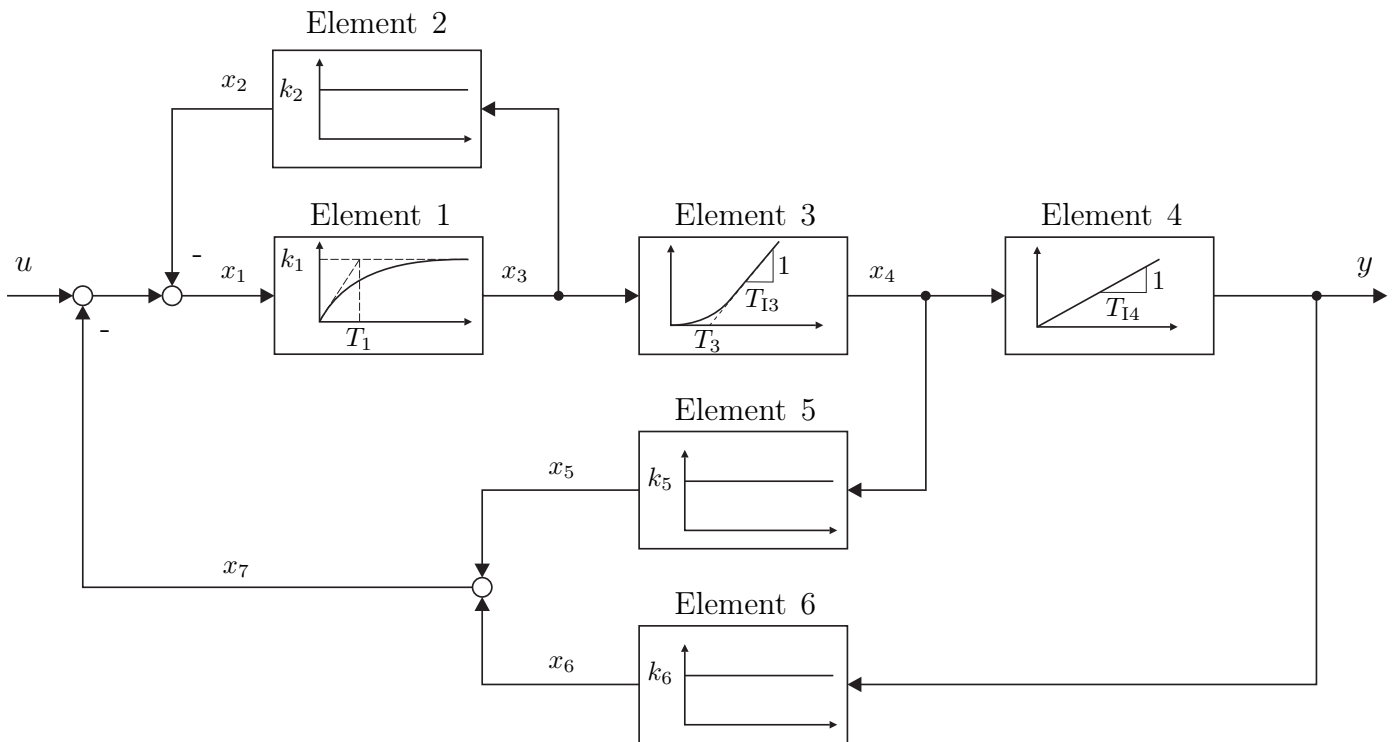 Element 2
x₂
k₂
Element 1
Element 3
Element 4
u
-
x₁
k₁
T₁
x₃
1
T_I3
T₃
x₄
1
T_I4
y
-
Element 5
x₅
k₅
x₇
Element 6
x₆
k₆